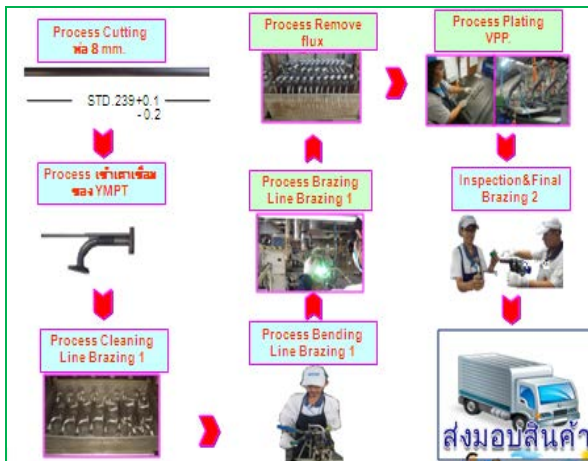 Process Cutting
ท่อ 8 mm.
STD.239+0.1
- 0.2
Process เข้าเตาเชื่อม
ของ YMPT
Process Cleaning
Line Brazing 1
Process Bending
Line Brazing 1
Process Brazing
Line Brazing 1
Process Remove
flux
Process Plating
VPP.
Inspection&Final
Brazing 2
ส่งมอบสินค้า